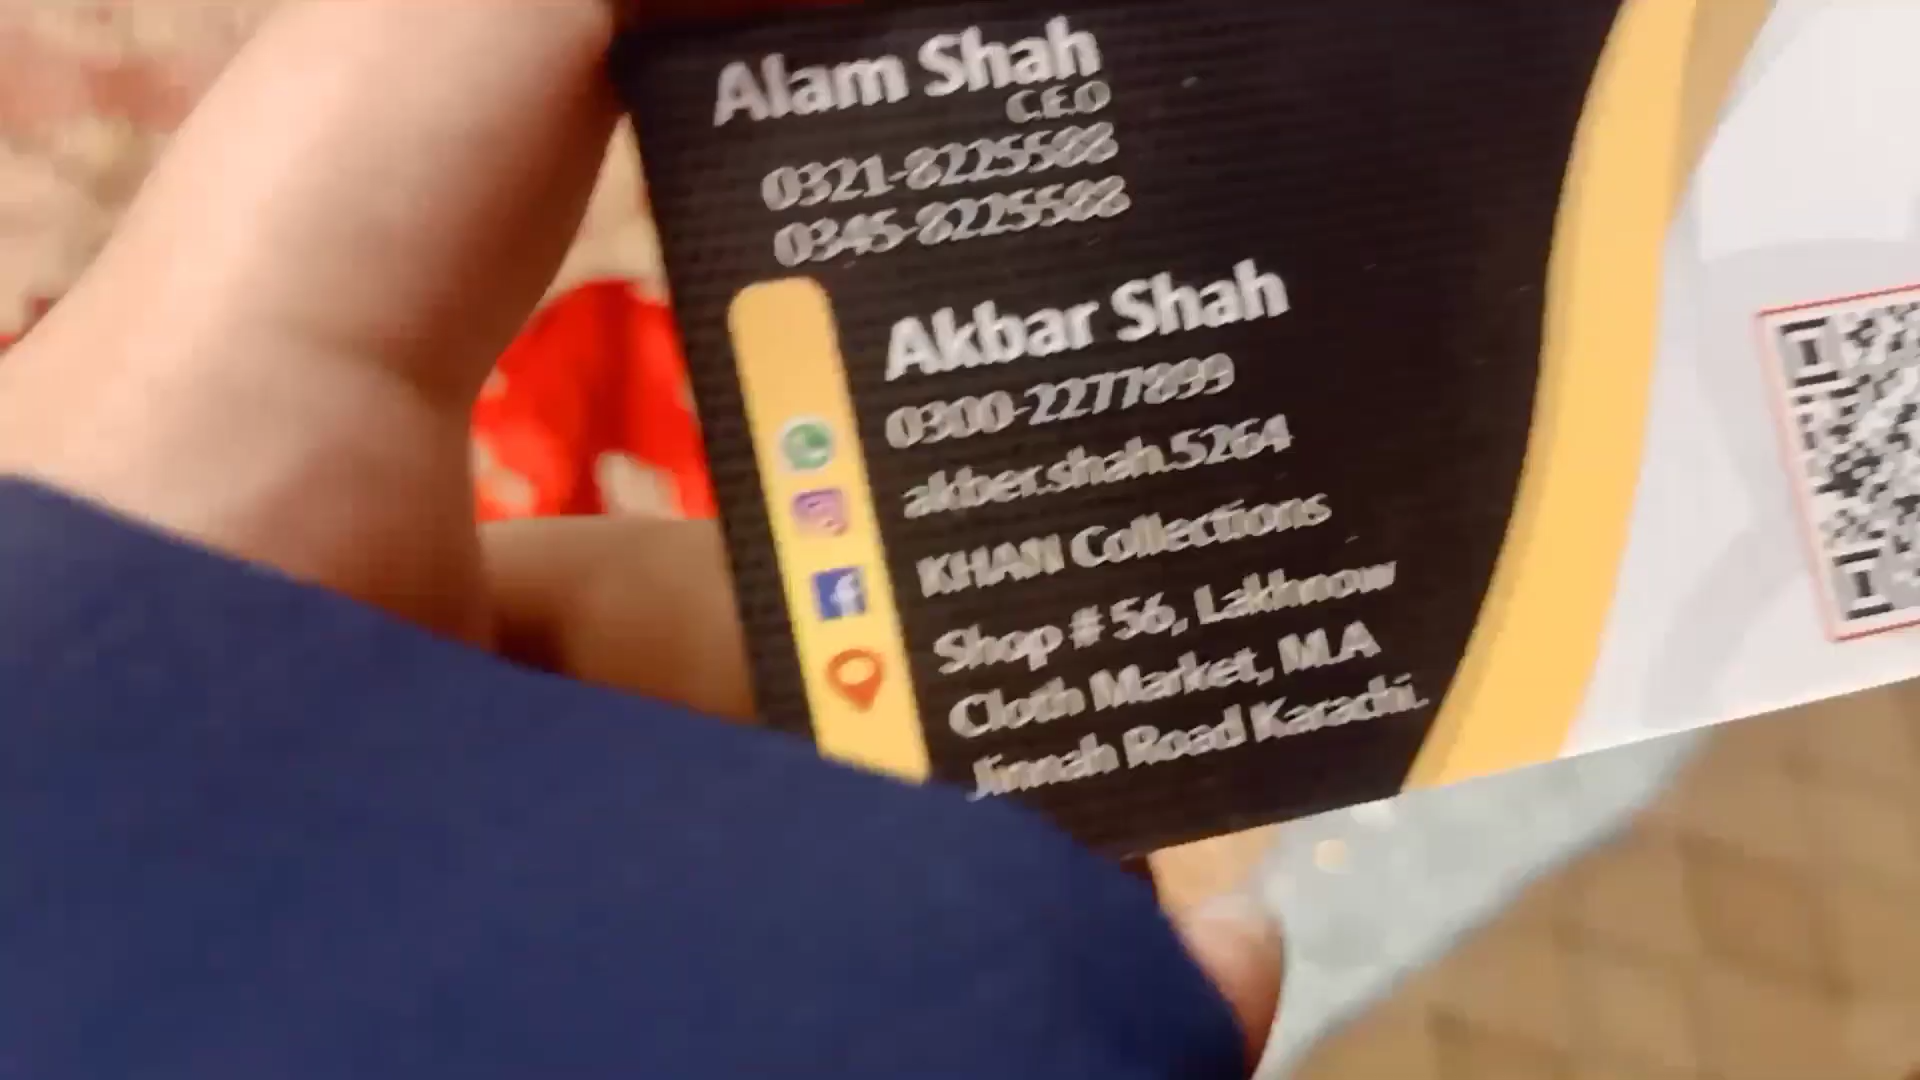 Alam Shah
C.E.O
0321-8225588
0345-8225588
Akbar Shah
0300-2277899
akber.shah.5264
KHAN Collections
Shop # 56, Lakhnow
Cloth Market, M.A
Jinnah Road Karachi.